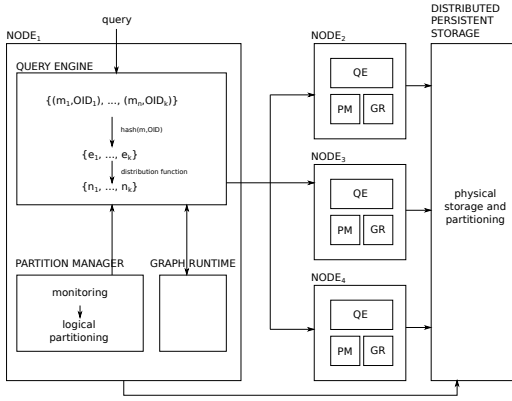 query
NODE₁
QUERY ENGINE
{(m₁,OID₁), ..., (mₙ,OIDₖ)}
hash(m,OID)
{e₁, ..., eₖ}
distribution function
{n₁, ..., nₖ}
PARTITION MANAGER
monitoring
logical
partitioning
GRAPH RUNTIME
NODE₂
QE
PM
GR
NODE₃
QE
PM
GR
NODE₄
QE
PM
GR
DISTRIBUTED
PERSISTENT
STORAGE
physical
storage and
partitioning